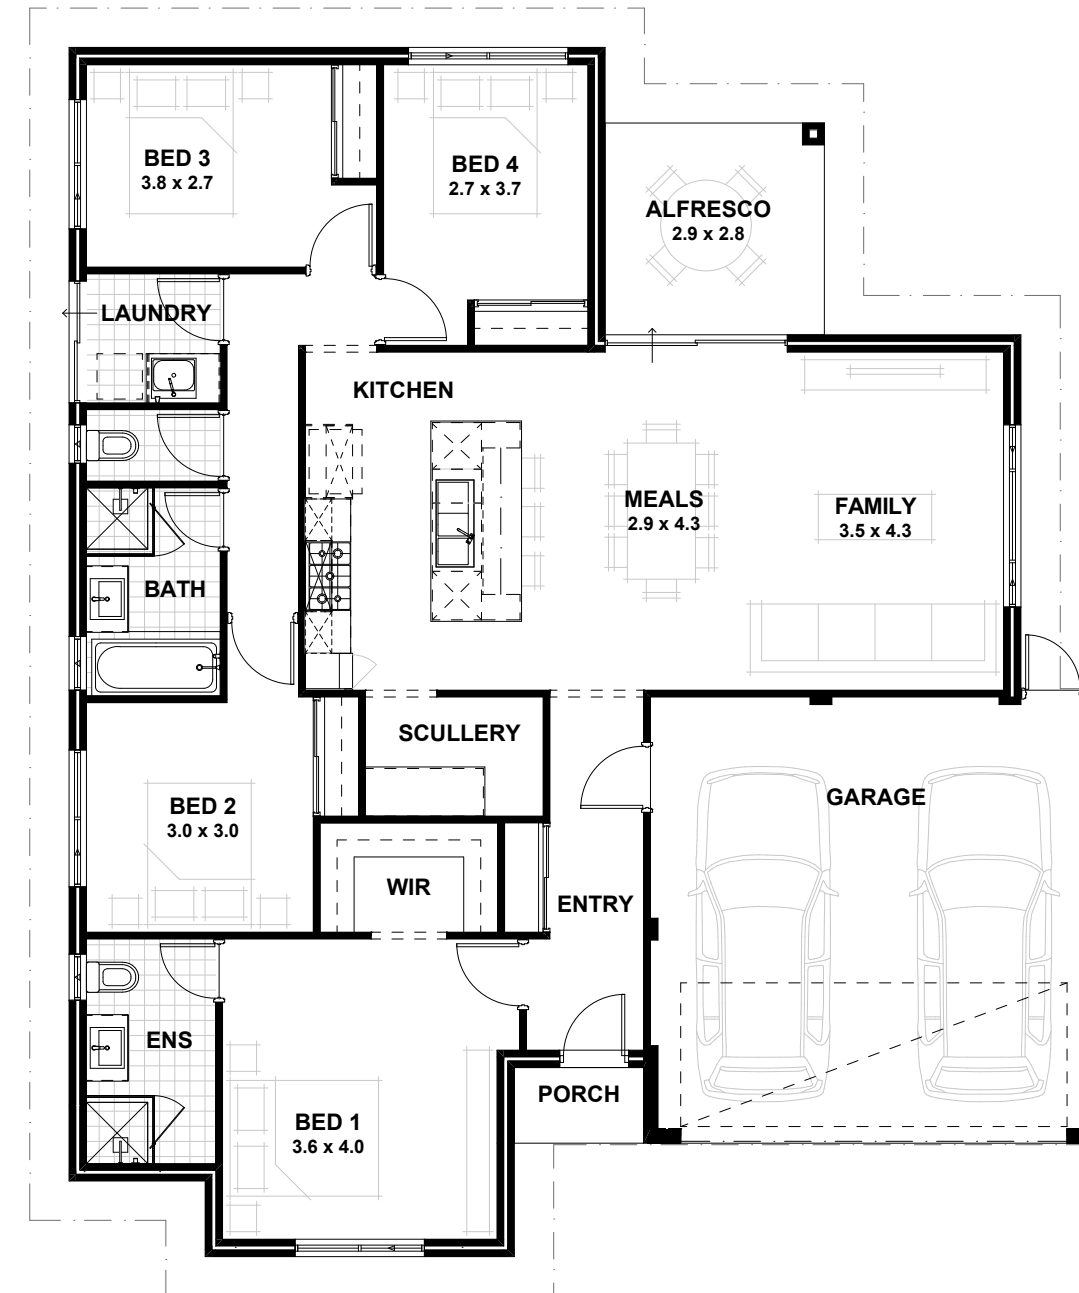 BED 3
3.8 x 2.7
BED 4
2.7 x 3.7
ALFRESCO
2.9 x 2.8
LAUNDRY
KITCHEN
MEALS
2.9 x 4.3
FAMILY
3.5 x 4.3
BATH
SCULLERY
BED 2
3.0 x 3.0
GARAGE
WIR
ENTRY
ENS
PORCH
BED 1
3.6 x 4.0